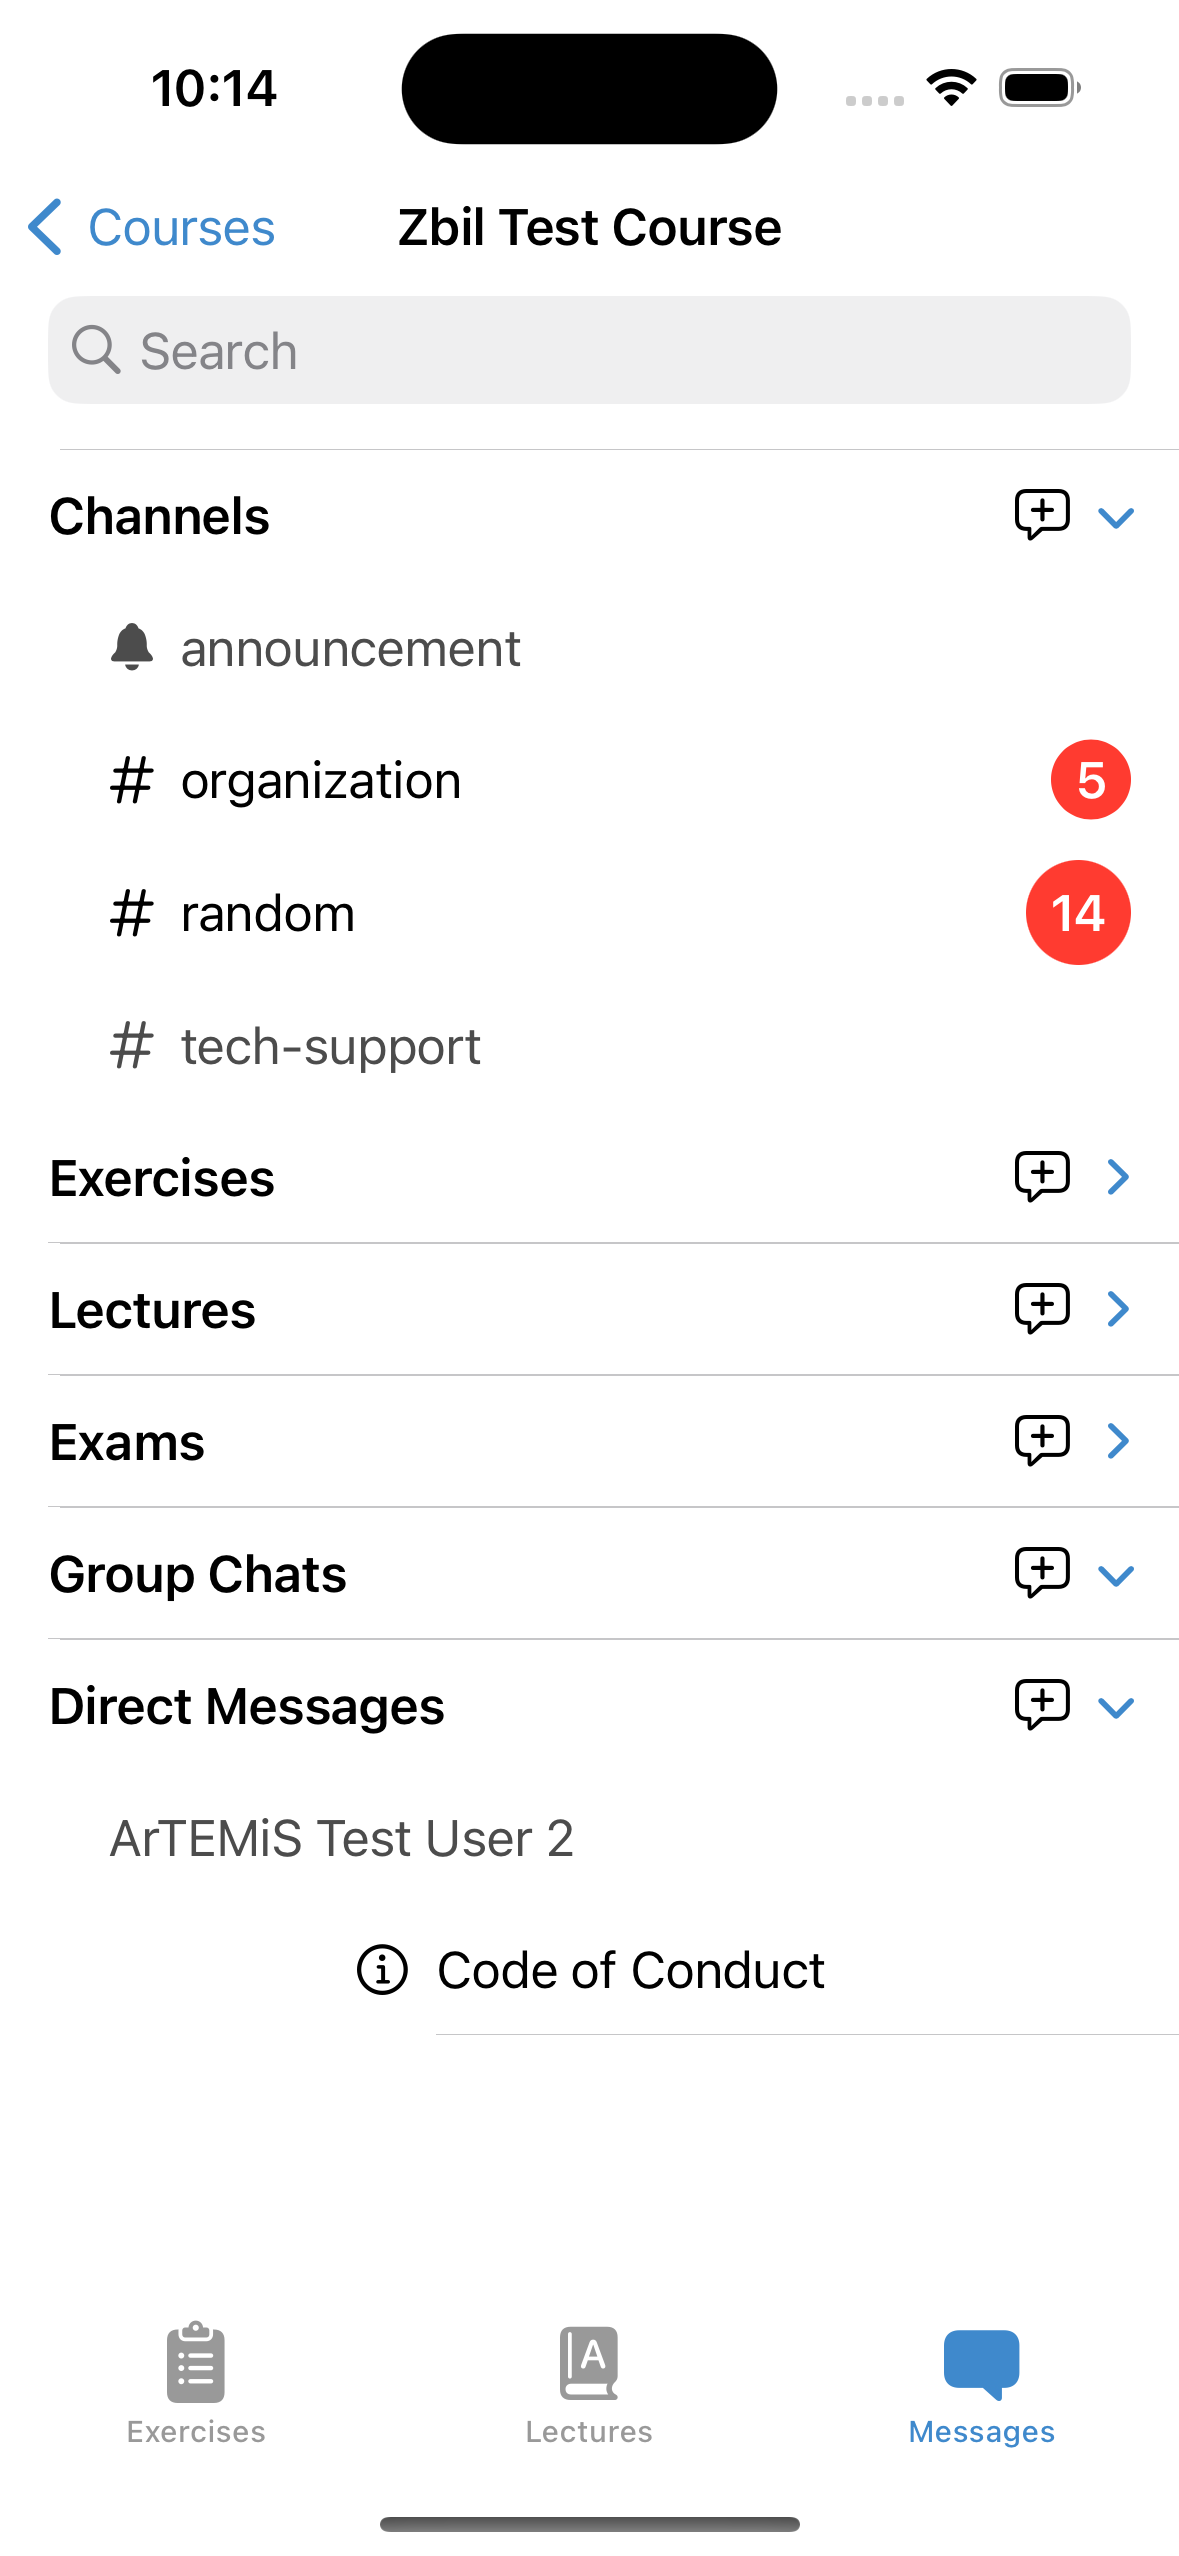 10:14
Courses
Zbil Test Course
Search
Channels
announcement
# organization
5
# random
14
# tech-support
Exercises
Lectures
Exams
Group Chats
Direct Messages
ArTEMiS Test User 2
Code of Conduct
Exercises
Lectures
Messages